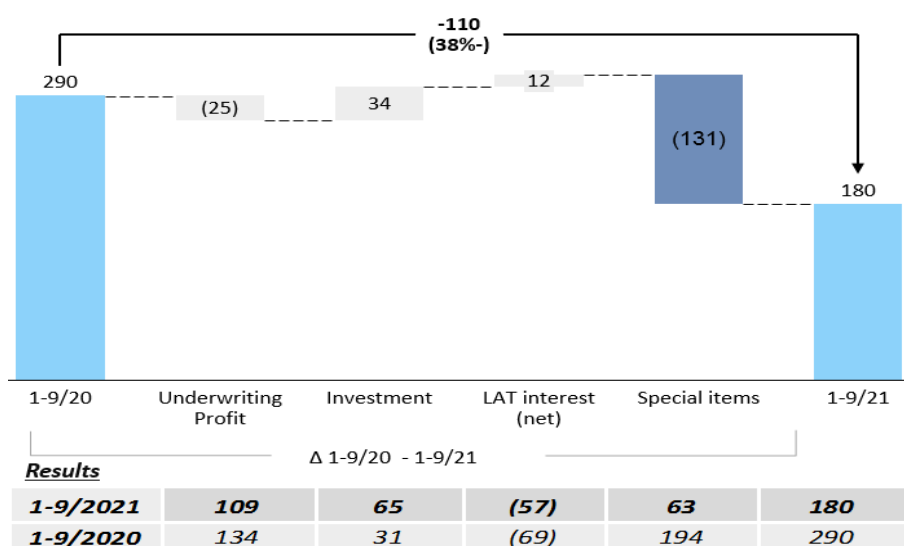 -110
(38%-)
290
(25)
34
12
(131)
180
1-9/20 Underwriting Profit Investment LAT interest (net) Special items 1-9/21
Δ 1-9/20 - 1-9/21
Results
1-9/2021 109 65 (57) 63 180
1-9/2020 134 31 (69) 194 290